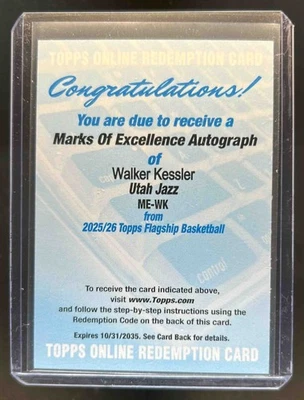 TOPPS ONLINE REDEMPTION CARD
Congratulations!
You are due to receive a
Marks Of Excellence Autograph
of
Walker Kessler
Utah Jazz
ME-WK
from
2025/26 Topps Flagship Basketball
control
To receive the card indicated above,
visit www.Topps.com
and follow the step-by-step instructions using the
Redemption Code on the back of this card.
Expires 10/31/2035. See Card Back for details.
TOPPS ONLINE REDEMPTION CARD